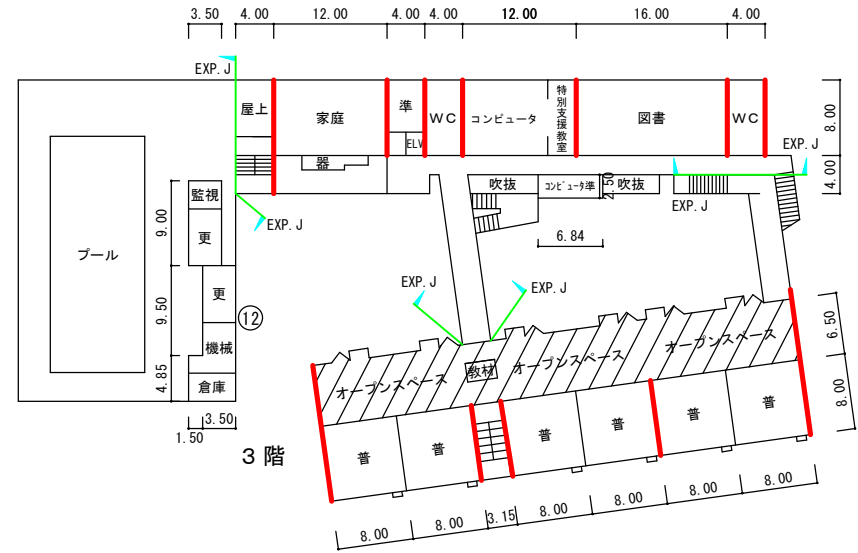 3.50
4.00
12.00
4.00
4.00
12.00
16.00
4.00
EXP.J
屋上
家庭
準
ELV
WC
コンピュータ
特別支援教室
図書
WC
8.00
EXP.J
4.00
器
吹抜
コンピュータ準
2.50
吹抜
EXP.J
監視
更
9.00
EXP.J
プール
6.84
更
9.50
⑫
機械
倉庫
4.85
3.50
1.50
EXP.J
EXP.J
オープンスペース
教材
オープンスペース
オープンスペース
6.50
8.00
普
普
普
普
普
普
3階
8.00
8.00
3.15
8.00
8.00
8.00
8.00